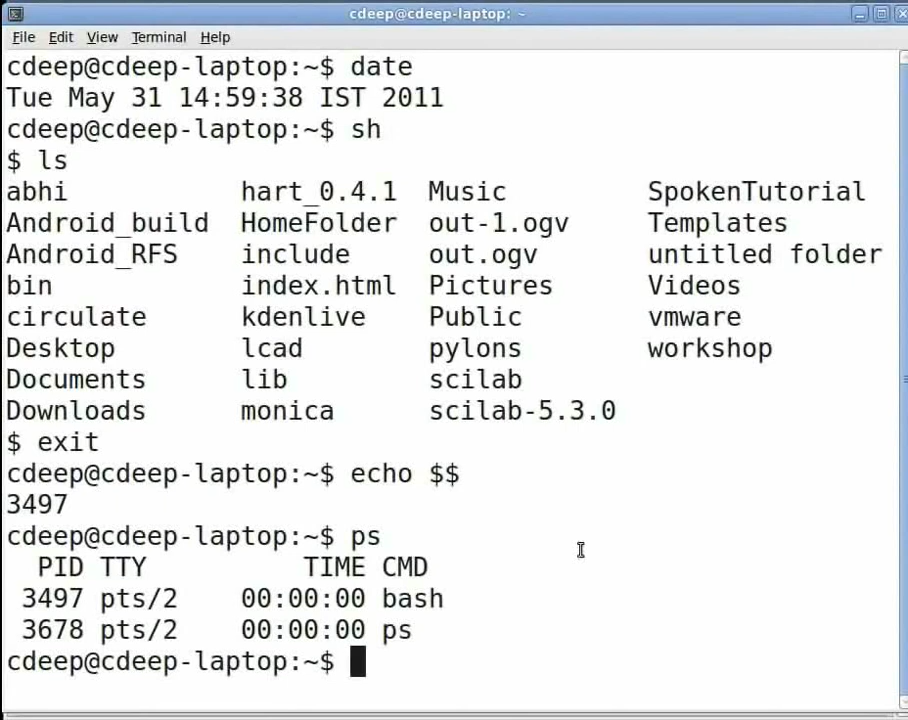 cdeep@cdeep-laptop: ~
File Edit View Terminal Help
cdeep@cdeep-laptop:~$ date
Tue May 31 14:59:38 IST 2011
cdeep@cdeep-laptop:~$ sh
$ ls
abhi hart_0.4.1 Music SpokenTutorial
Android_build HomeFolder out-1.ogv Templates
Android_RFS include out.ogv untitled folder
bin index.html Pictures Videos
circulate kdenlive Public vmware
Desktop lcad pylons workshop
Documents lib scilab
Downloads monica scilab-5.3.0
$ exit
cdeep@cdeep-laptop:~$ echo $$
3497
cdeep@cdeep-laptop:~$ ps
PID TTY TIME CMD
3497 pts/2 00:00:00 bash
3678 pts/2 00:00:00 ps
cdeep@cdeep-laptop:~$